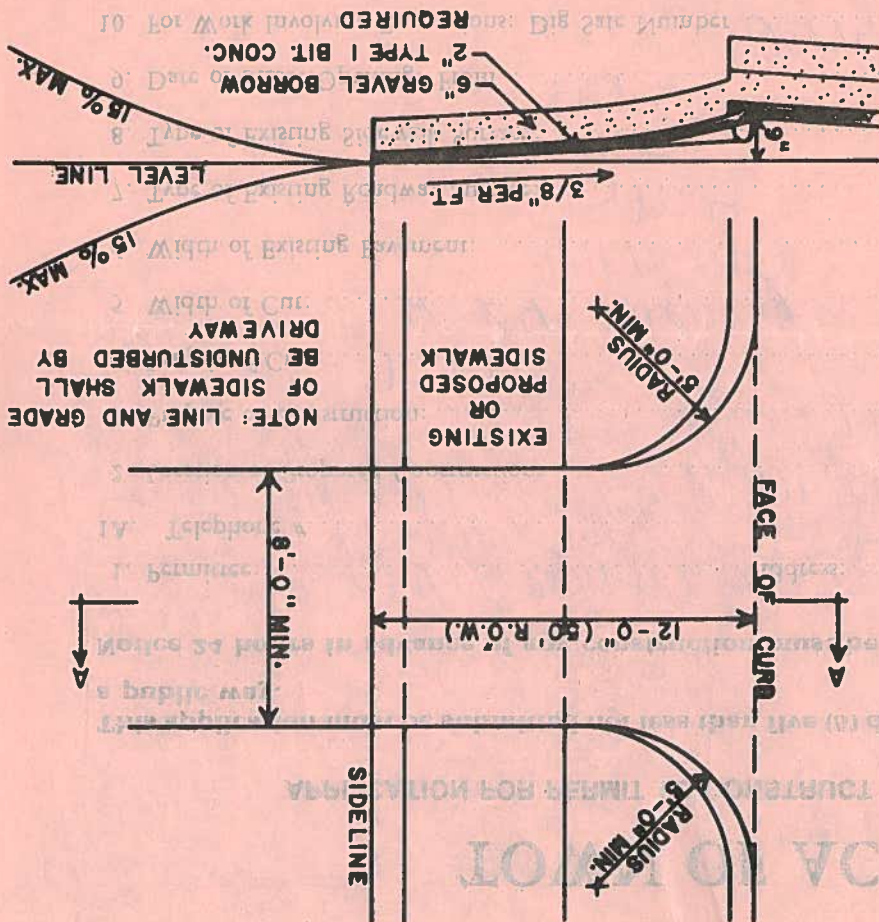 RADIUS
5'-0" MIN.
SIDELINE
FACE OF CURB
A
A
12'-0" (50' R.O.W.)
8'-0" MIN.
EXISTING
OR
PROPOSED
SIDEWALK
RADIUS
5'-0" MIN.
NOTE: LINE AND GRADE
OF SIDEWALK SHALL
BE UNDISTURBED BY
DRIVEWAY
3/8" PER FT.
15% MAX.
LEVEL LINE
15% MAX.
6"
6" GRAVEL BORROW
2" TYPE I BIT. CONC.
REQUIRED
TOWN OF AC
APPLICATION FOR PERMIT TO CONSTRUCT
This application must be submitted not less than five (5) d
a public way.
Notice 24 hours in advance of any construction must be
1. Permittee: Address:
1A. Telephone #
2.
5. Width of Cut:
Width of Existing Pavement:
7. Type of Existing Roadway
8. Type of Existing Sidewalk
9. Date of From
10. For Work Involving Dig Safe Number